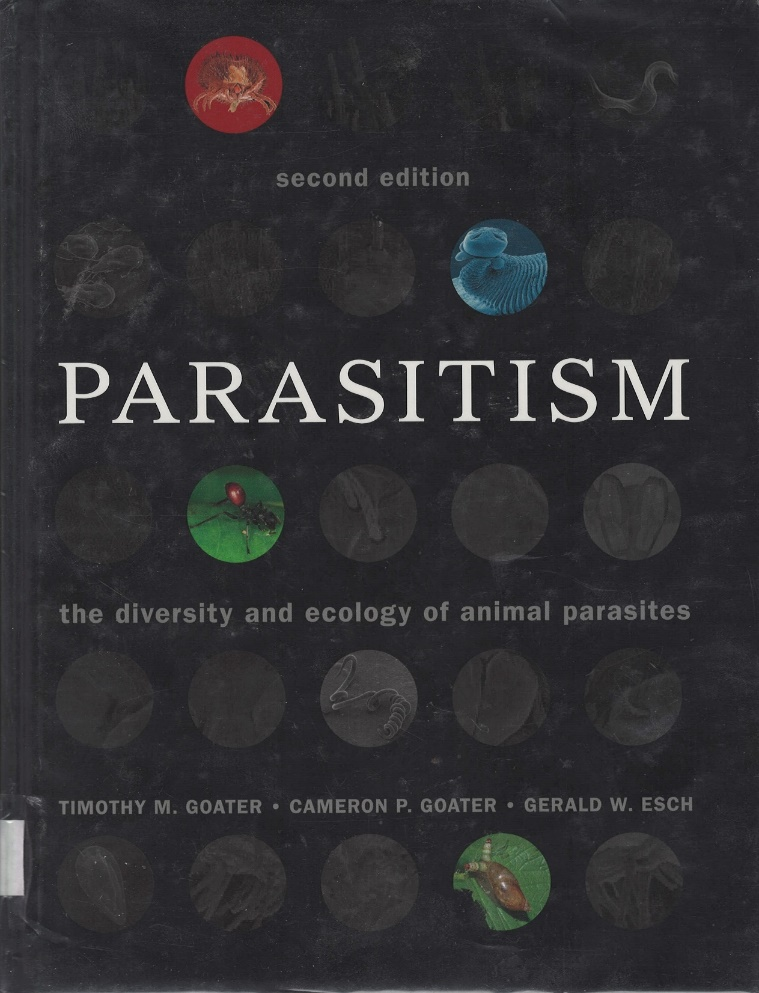 second edition
PARASITISM
the diversity and ecology of animal parasites
TIMOTHY M. GOATER • CAMERON P. GOATER • GERALD W. ESCH